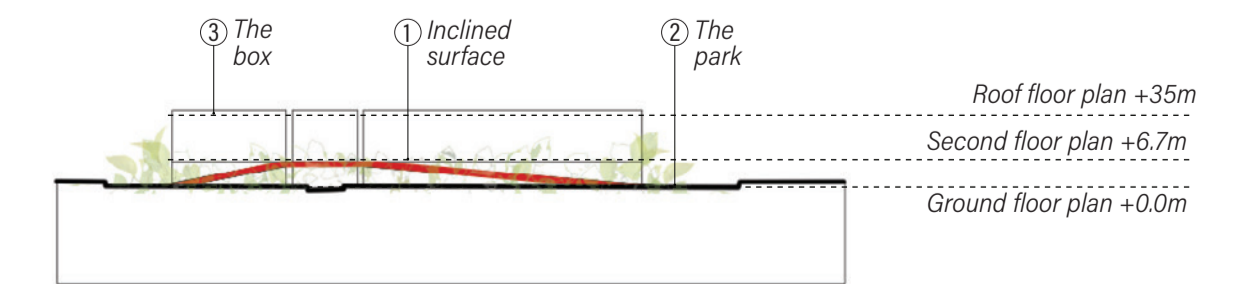 ③ The
box
① Inclined
surface
② The
park
Roof floor plan +35m
Second floor plan +6.7m
Ground floor plan +0.0m